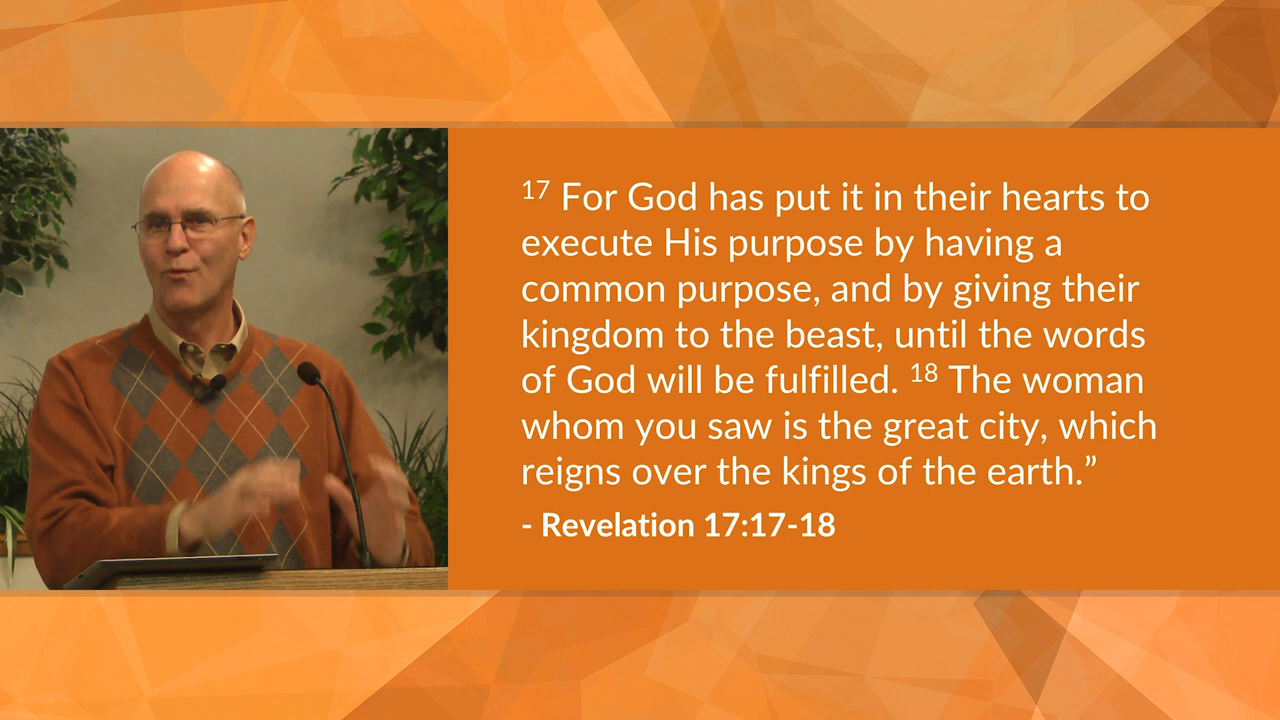 17 For God has put it in their hearts to
execute His purpose by having a
common purpose, and by giving their
kingdom to the beast, until the words
of God will be fulfilled. 18 The woman
whom you saw is the great city, which
reigns over the kings of the earth.”
- Revelation 17:17-18